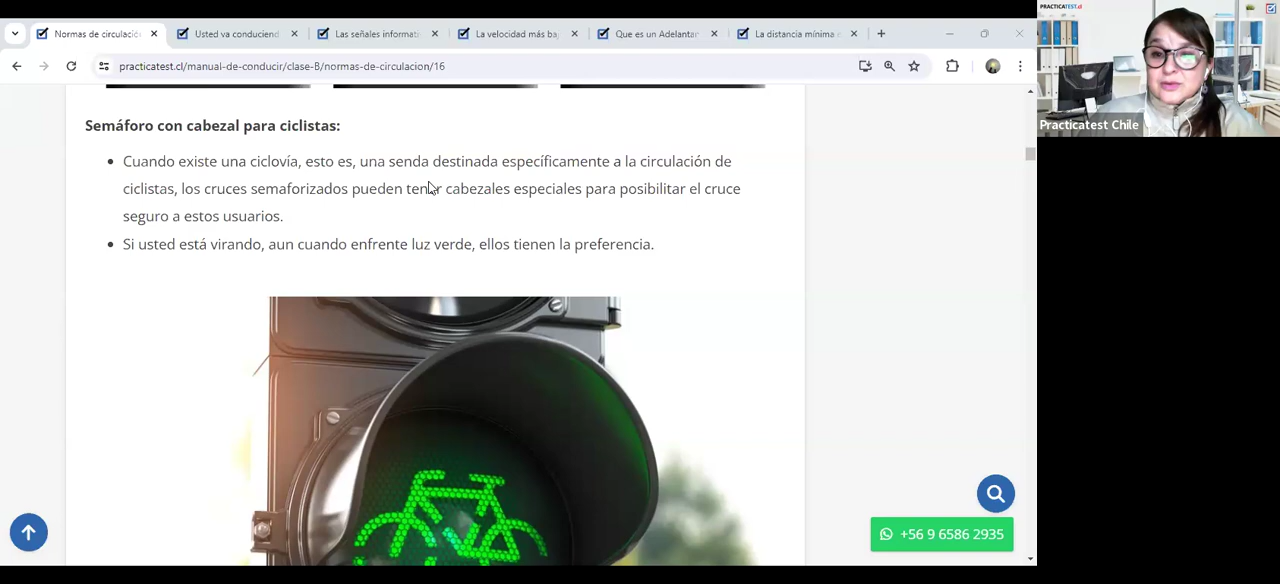 PRACTICATEST.cl
Normas de circulació
Usted va conduciend
Las señales informat
La velocidad más ba
Que es un Adelantar
La distancia mínima
practicatest.cl/manual-de-conducir/clase-B/normas-de-circulacion/16
Practicatest Chile
Semáforo con cabezal para ciclistas:
Cuando existe una ciclovía, esto es, una senda destinada específicamente a la circulación de
ciclistas, los cruces semaforizados pueden tener cabezales especiales para posibilitar el cruce
seguro a estos usuarios.
Si usted está virando, aun cuando enfrente luz verde, ellos tienen la preferencia.
+56 9 6586 2935